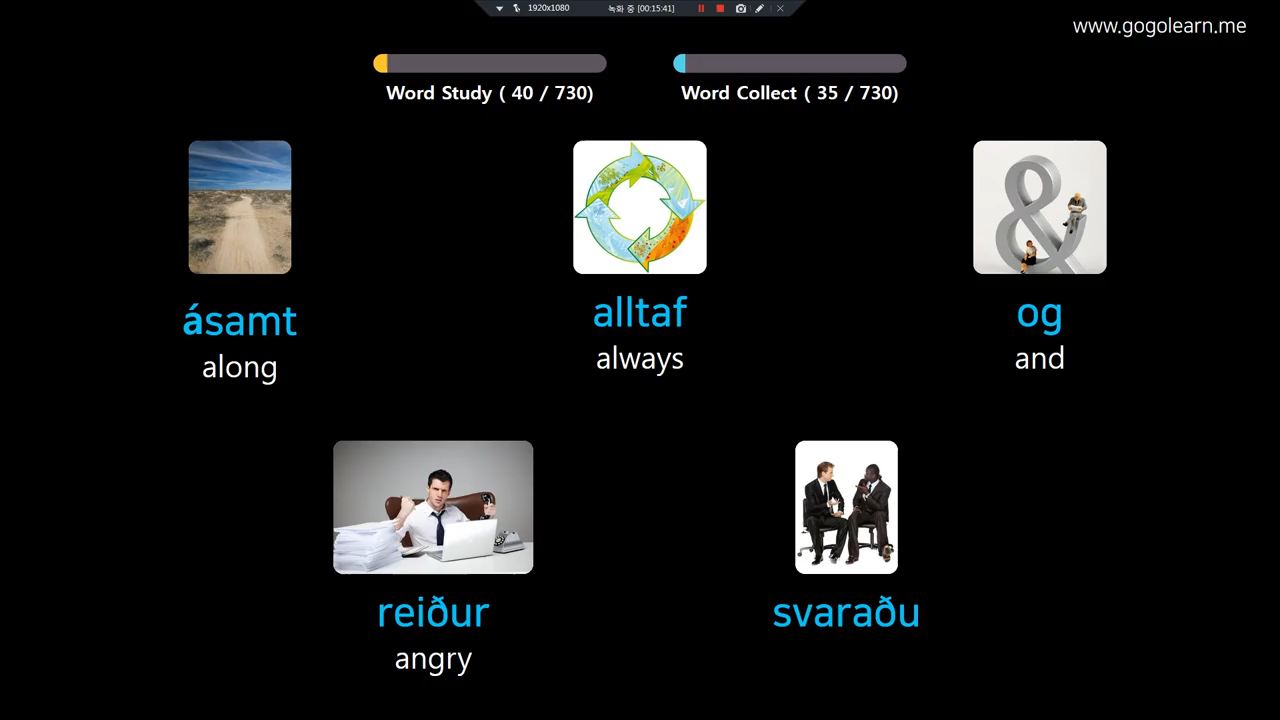 1920x1080 녹화 중 [00:15:41]
www.gogolearn.me
Word Study ( 40 / 730)
Word Collect ( 35 / 730)
ásamt
along
alltaf
always
og
and
reiður
angry
svaraðu